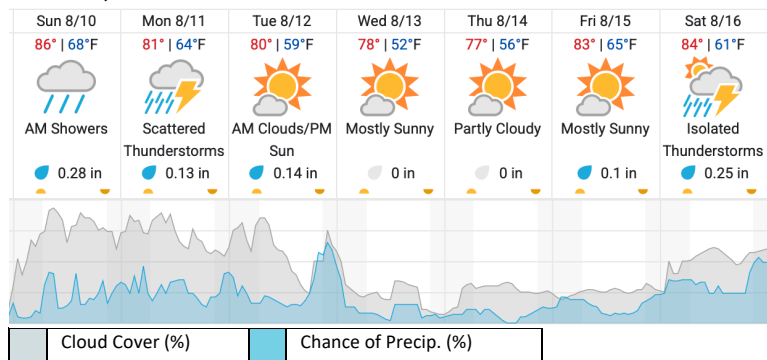 Sun 8/10 Mon 8/11 Tue 8/12 Wed 8/13 Thu 8/14 Fri 8/15 Sat 8/16
86° | 68°F 81° | 64°F 80° | 59°F 78° | 52°F 77° | 56°F 83° | 65°F 84° | 61°F
AM Showers Scattered AM Clouds/PM Mostly Sunny Partly Cloudy Mostly Sunny Isolated
Thunderstorms Sun Thunderstorms
0.28 in 0.13 in 0.14 in 0 in 0 in 0.1 in 0.25 in
Cloud Cover (%) Chance of Precip. (%)